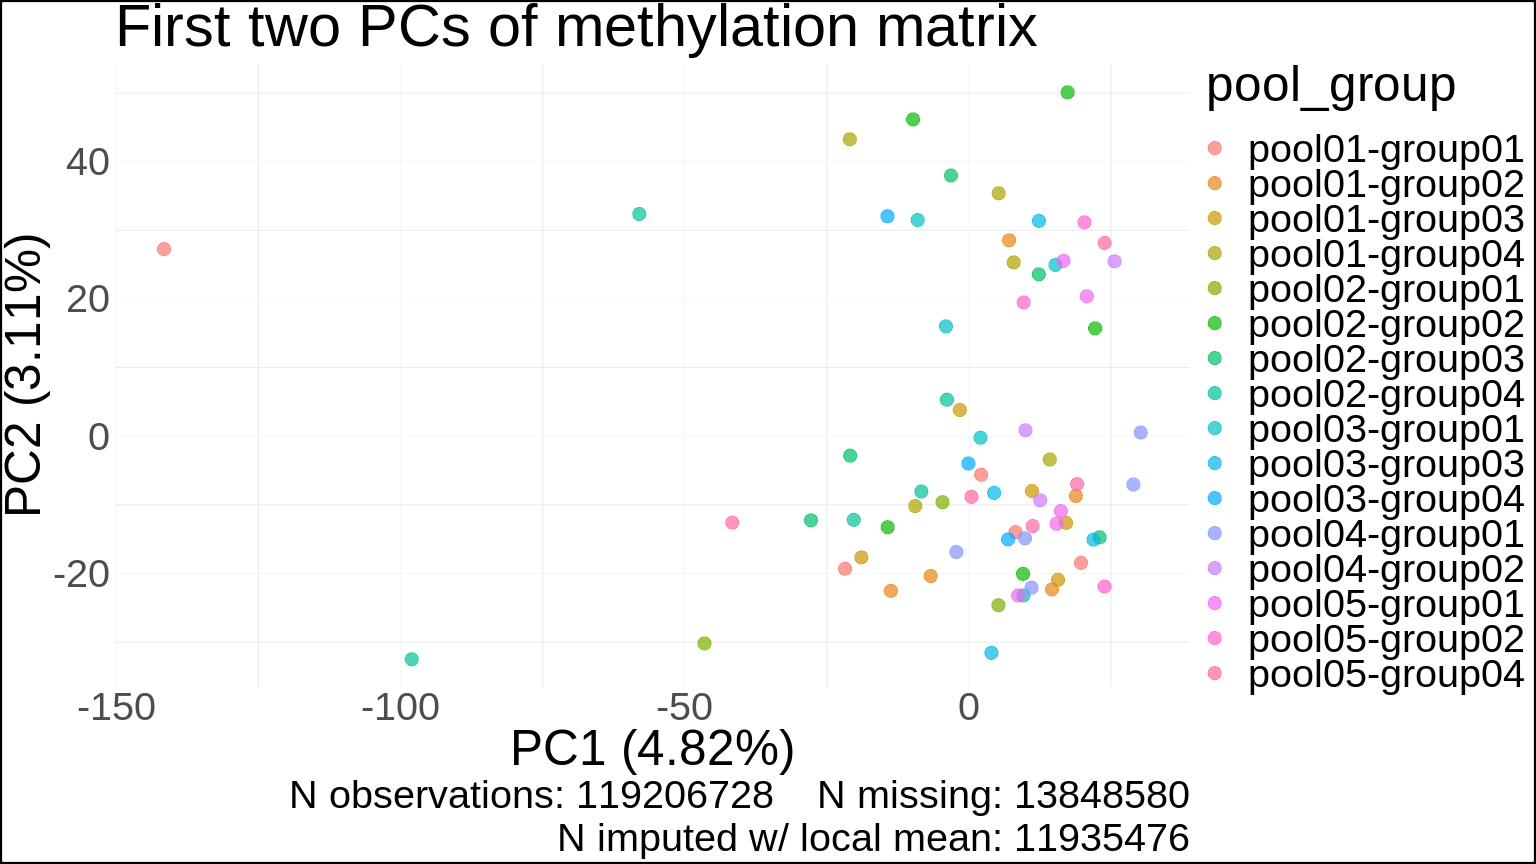 First two PCs of methylation matrix
pool_group
pool01-group01
pool01-group02
pool01-group03
pool01-group04
pool02-group01
pool02-group02
pool02-group03
pool02-group04
pool03-group01
pool03-group03
pool03-group04
pool04-group01
pool04-group02
pool05-group01
pool05-group02
pool05-group04
PC2 (3.11%)
40
20
0
-20
-150
-100
-50
0
PC1 (4.82%)
N observations: 119206728 N missing: 13848580
N imputed w/ local mean: 11935476